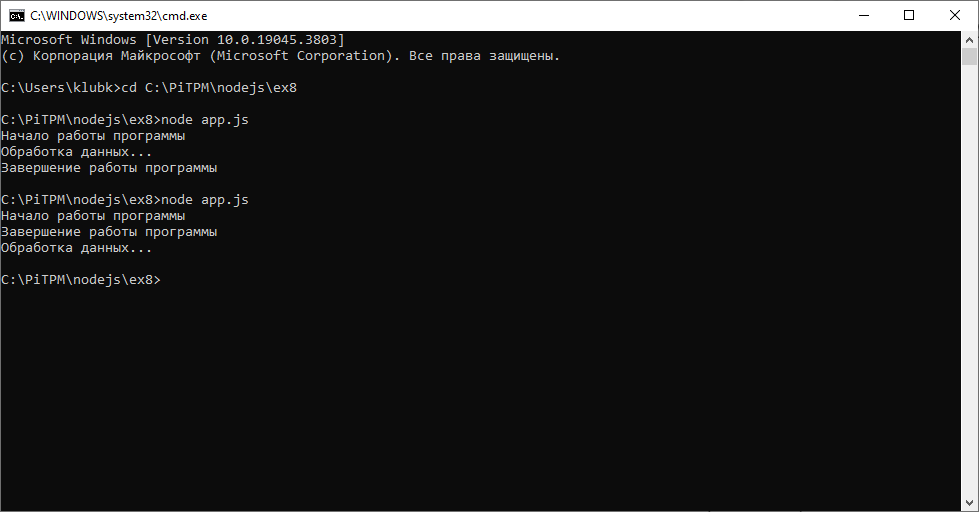 C:\WINDOWS\system32\cmd.exe
Microsoft Windows [Version 10.0.19045.3803]
(c) Корпорация Майкрософт (Microsoft Corporation). Все права защищены.
C:\Users\klubk>cd C:\PiTPM\nodejs\ex8
C:\PiTPM\nodejs\ex8>node app.js
Начало работы программы
Обработка данных...
Завершение работы программы
C:\PiTPM\nodejs\ex8>node app.js
Начало работы программы
Завершение работы программы
Обработка данных...
C:\PiTPM\nodejs\ex8>